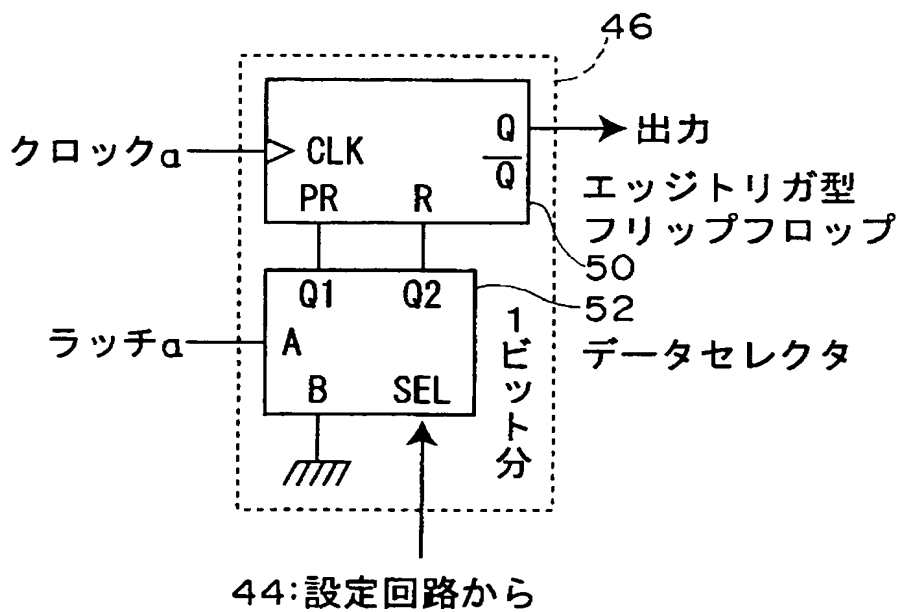 46
クロックa
CLK
Q
Q̅
出力
PR
R
エッジトリガ型
フリップフロップ
50
Q1
Q2
52
ラッチa
A
データセレクタ
B
SEL
1ビット分
44:設定回路から